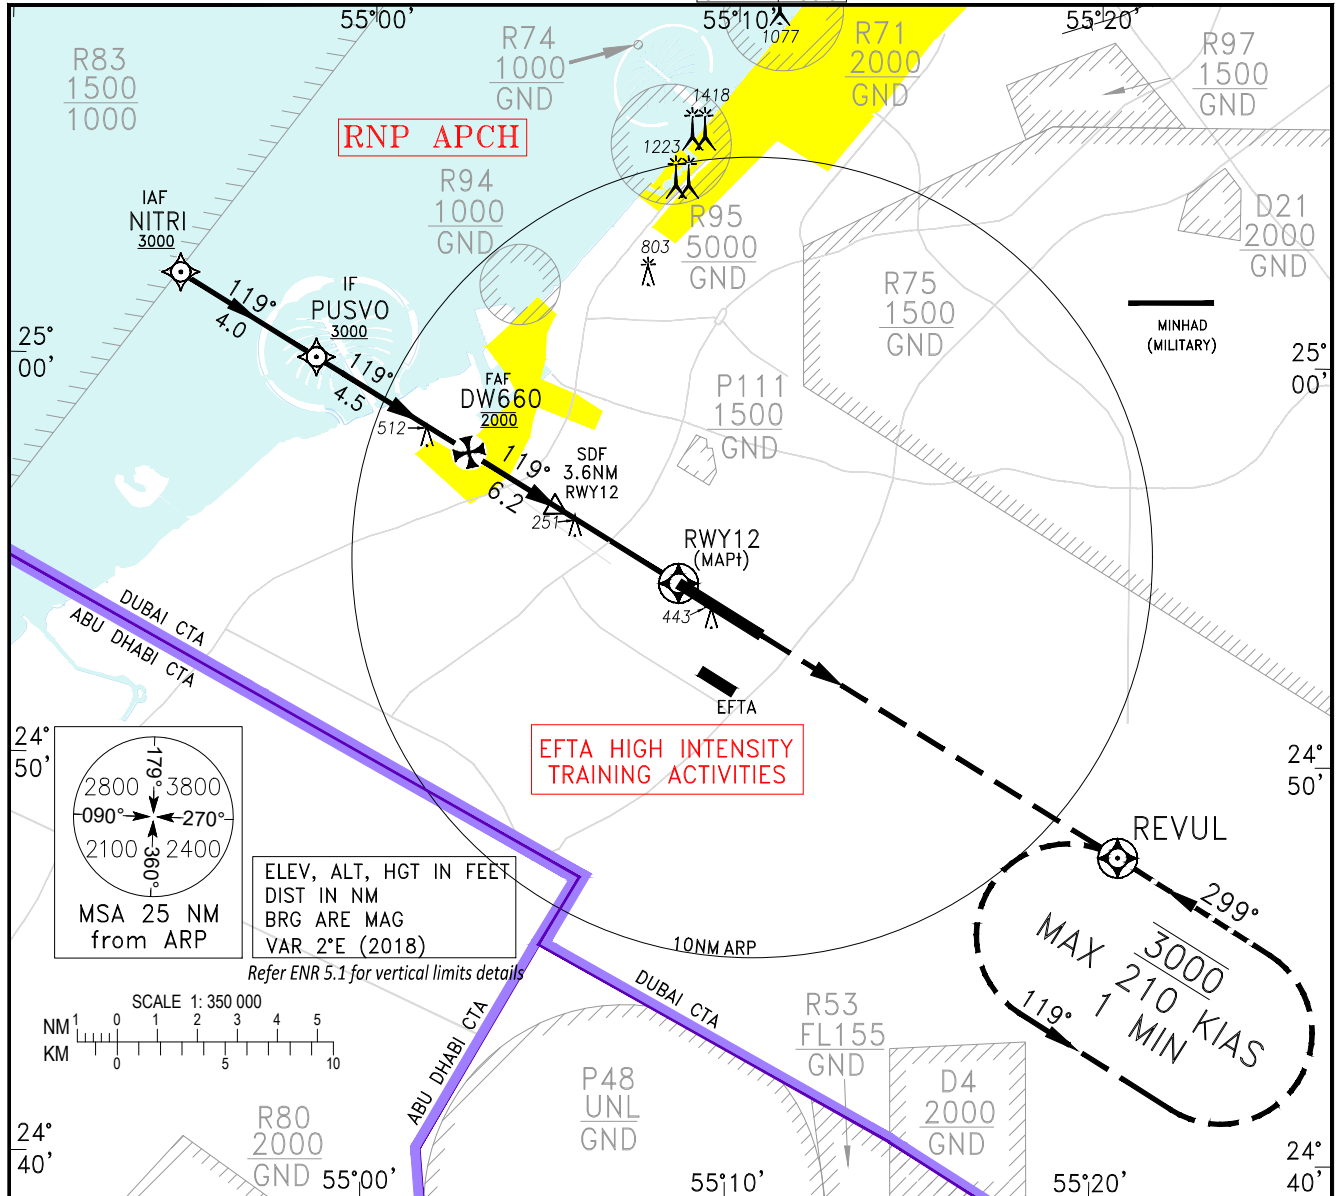 55°00'
55°10'
55°20'
R83
1500
1000
R74
1000
GND
1077
R71
2000
GND
R97
1500
GND
RNP APCH
1418
1223
R94
1000
GND
R95
5000
GND
803
D21
2000
GND
IAF
NITRI
3000
119°
4.0
IF
PUSVO
3000
119°
4.5
R75
1500
GND
MINHAD
(MILITARY)
25°
00'
25°
00'
FAF
DW660
2000
512
P111
1500
GND
119°
6.2
SDF
3.6NM
RWY12
251
RWY12
(MAPt)
443
DUBAI CTA
ABU DHABI CTA
EFTA
EFTA HIGH INTENSITY
TRAINING ACTIVITIES
24°
50'
24°
50'
179°
2800
3800
090°
270°
2100
2400
360°
MSA 25 NM
from ARP
ELEV, ALT, HGT IN FEET
DIST IN NM
BRG ARE MAG
VAR 2°E (2018)
Refer ENR 5.1 for vertical limits details
REVUL
299°
10NM ARP
3000
MAX 210 KIAS
1 MIN
119°
DUBAI CTA
ABU DHABI CTA
SCALE 1: 350 000
NM
1 0 1 2 3 4 5
KM
0 5 10
R53
FL155
GND
P48
UNL
GND
D4
2000
GND
R80
2000
GND
24°
40'
24°
40'
55°00'
55°10'
55°20'